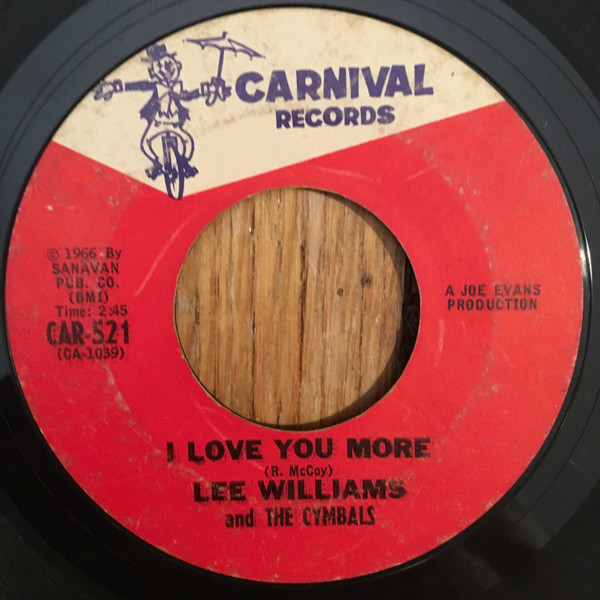 CARNIVAL
RECORDS
© 1966 By
SANAVAN
PUB. CO.
(BMI)
Time: 2:45
CAR-521
(CA-1039)
A JOE EVANS
PRODUCTION
I LOVE YOU MORE
(R. McCoy)
LEE WILLIAMS
and THE CYMBALS